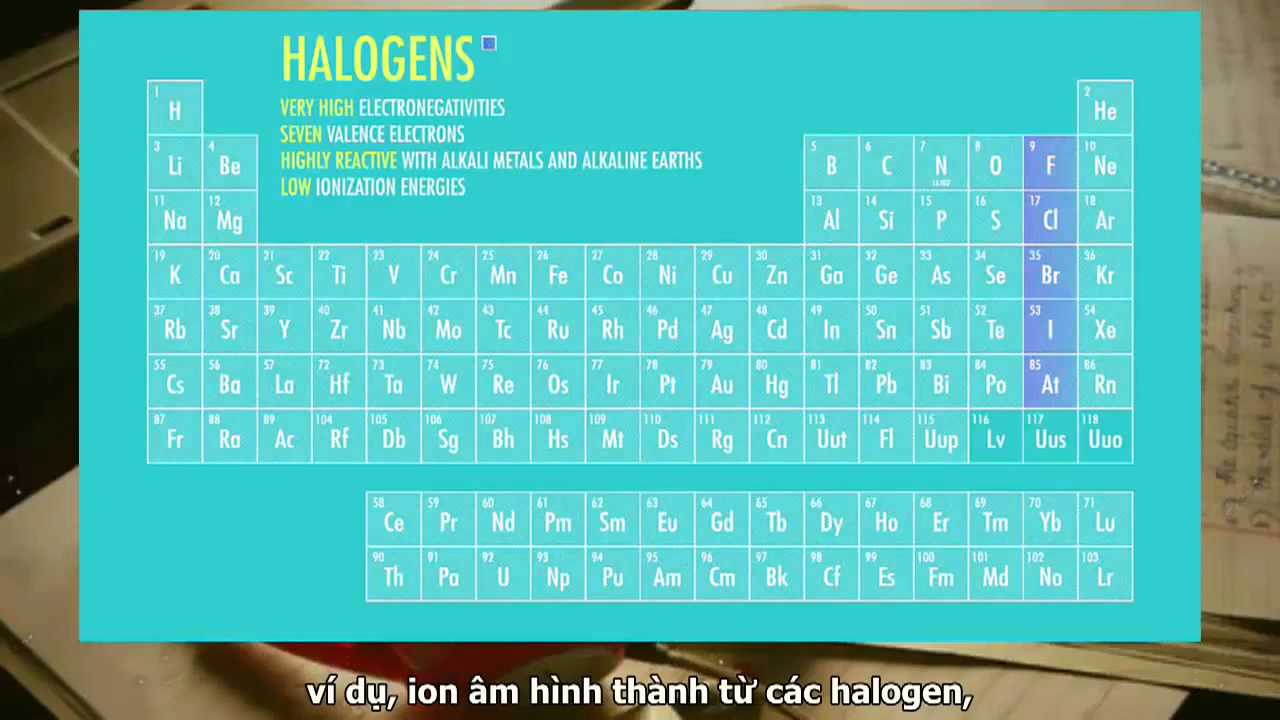 HALOGENS
VERY HIGH ELECTRONEGATIVITIES
SEVEN VALENCE ELECTRONS
HIGHLY REACTIVE WITH ALKALI METALS AND ALKALINE EARTHS
LOW IONIZATION ENERGIES
1 2
H He
3 4 5 6 7 8 9 10
Li Be B C N O F Ne
11 12 13 14 15 16 17 18
Na Mg Al Si P S Cl Ar
19 20 21 22 23 24 25 26 27 28 29 30 31 32 33 34 35 36
K Ca Sc Ti V Cr Mn Fe Co Ni Cu Zn Ga Ge As Se Br Kr
37 38 39 40 41 42 43 44 45 46 47 48 49 50 51 52 53 54
Rb Sr Y Zr Nb Mo Tc Ru Rh Pd Ag Cd In Sn Sb Te I Xe
55 56 57 72 73 74 75 76 77 78 79 80 81 82 83 84 85 86
Cs Ba La Hf Ta W Re Os Ir Pt Au Hg Tl Pb Bi Po At Rn
87 88 89 104 105 106 107 108 109 110 111 112 113 114 115 116 117 118
Fr Ra Ac Rf Db Sg Bh Hs Mt Ds Rg Cn Uut Fl Uup Lv Uus Uuo
58 59 60 61 62 63 64 65 66 67 68 69 70 71
Ce Pr Nd Pm Sm Eu Gd Tb Dy Ho Er Tm Yb Lu
90 91 92 93 94 95 96 97 98 99 100 101 102 103
Th Pa U Np Pu Am Cm Bk Cf Es Fm Md No Lr
ví dụ, ion âm hình thành từ các halogen,